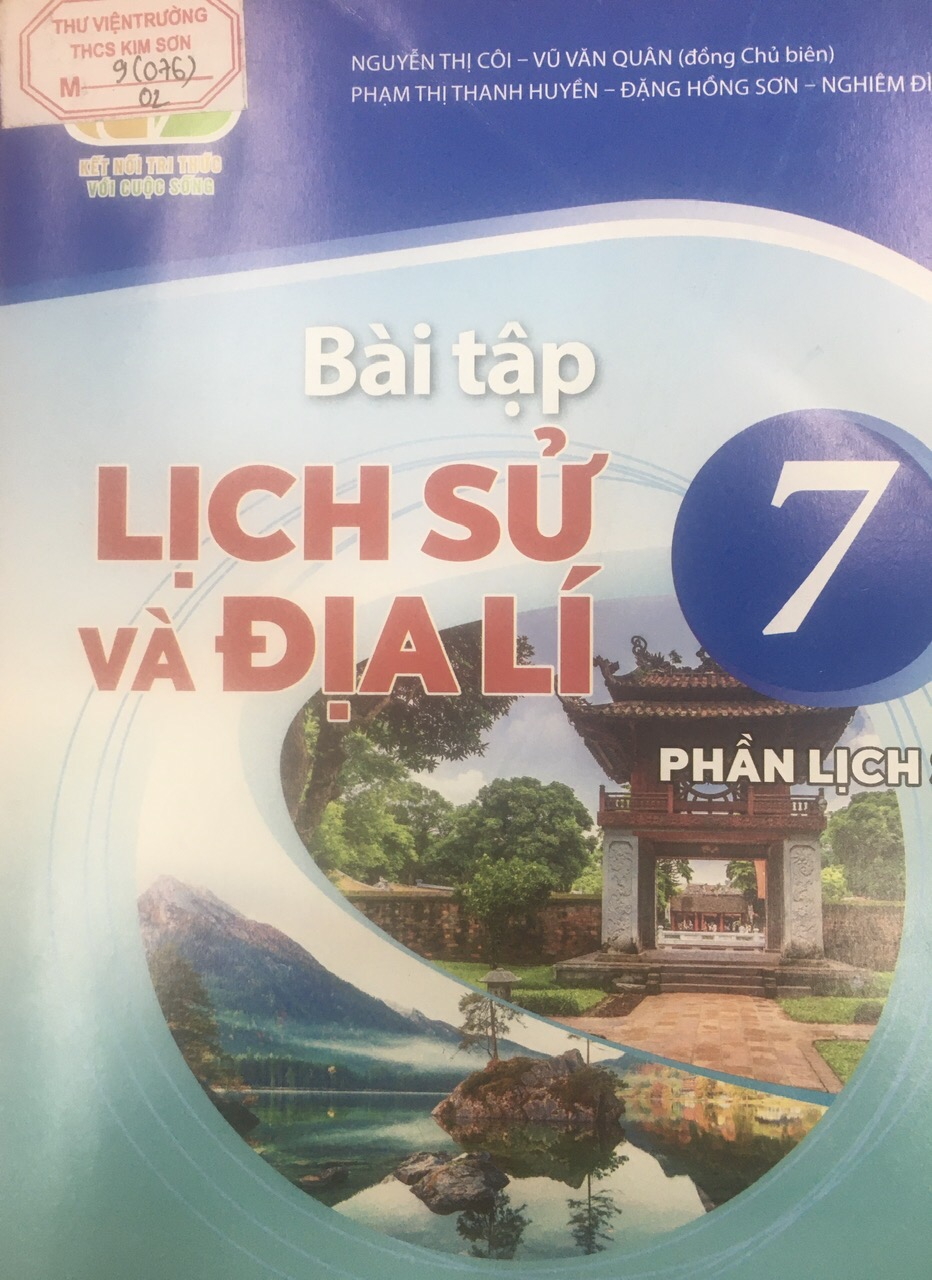 THƯ VIỆN TRƯỜNG
THCS KIM SƠN
9(076)
M
02
NGUYỄN THỊ CÔI – VŨ VĂN QUÂN (đồng Chủ biên)
PHẠM THỊ THANH HUYỀN – ĐẶNG HỒNG SƠN – NGHIÊM ĐÌ
KẾT NỐI TRI THỨC
VỚI CUỘC SỐNG
Bài tập
LỊCH SỬ
VÀ ĐỊA LÍ
7
PHẦN LỊCH